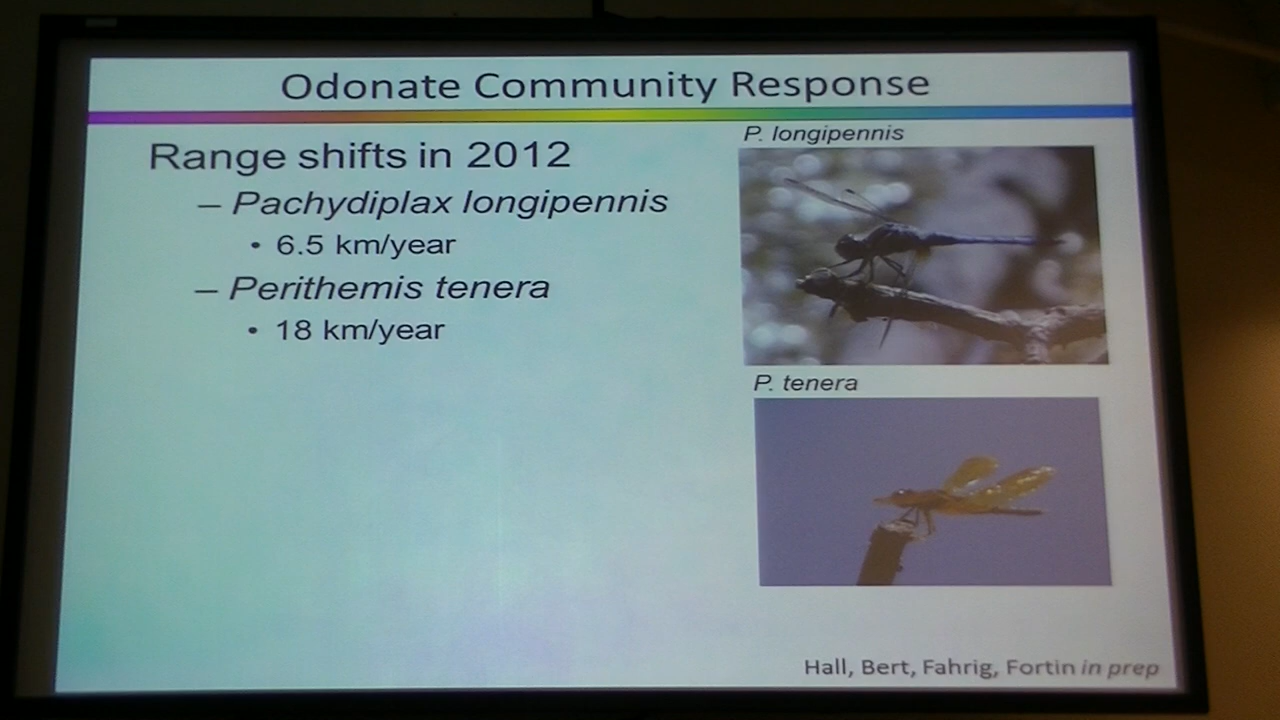 Odonate Community Response
Range shifts in 2012
– Pachydiplax longipennis
• 6.5 km/year
– Perithemis tenera
• 18 km/year
P. longipennis
P. tenera
Hall, Bert, Fahrig, Fortin in prep